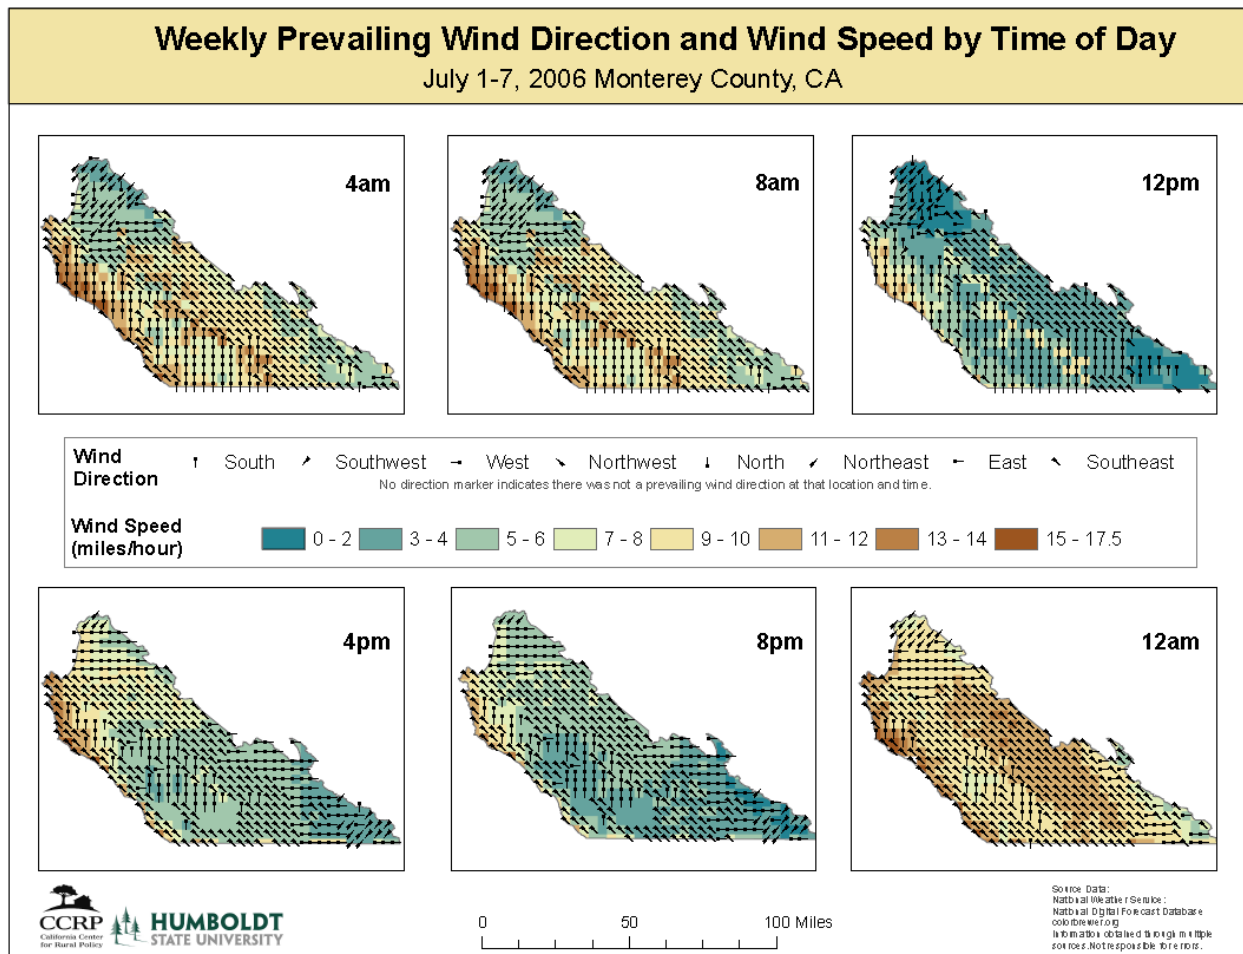 Weekly Prevailing Wind Direction and Wind Speed by Time of Day
July 1-7, 2006 Monterey County, CA
4am
8am
12pm
Wind Direction
South Southwest West Northwest North Northeast East Southeast
No direction marker indicates there was not a prevailing wind direction at that location and time.
Wind Speed (miles/hour)
0 - 2 3 - 4 5 - 6 7 - 8 9 - 10 11 - 12 13 - 14 15 - 17.5
4pm
8pm
12am
CCRP
California Center
for Rural Policy
HUMBOLDT
STATE UNIVERSITY
0 50 100 Miles
Source Data:
National Weather Service:
National Digital Forecast Database
colorbrewer.org
Information obtained through multiple
sources. Not responsible for errors.